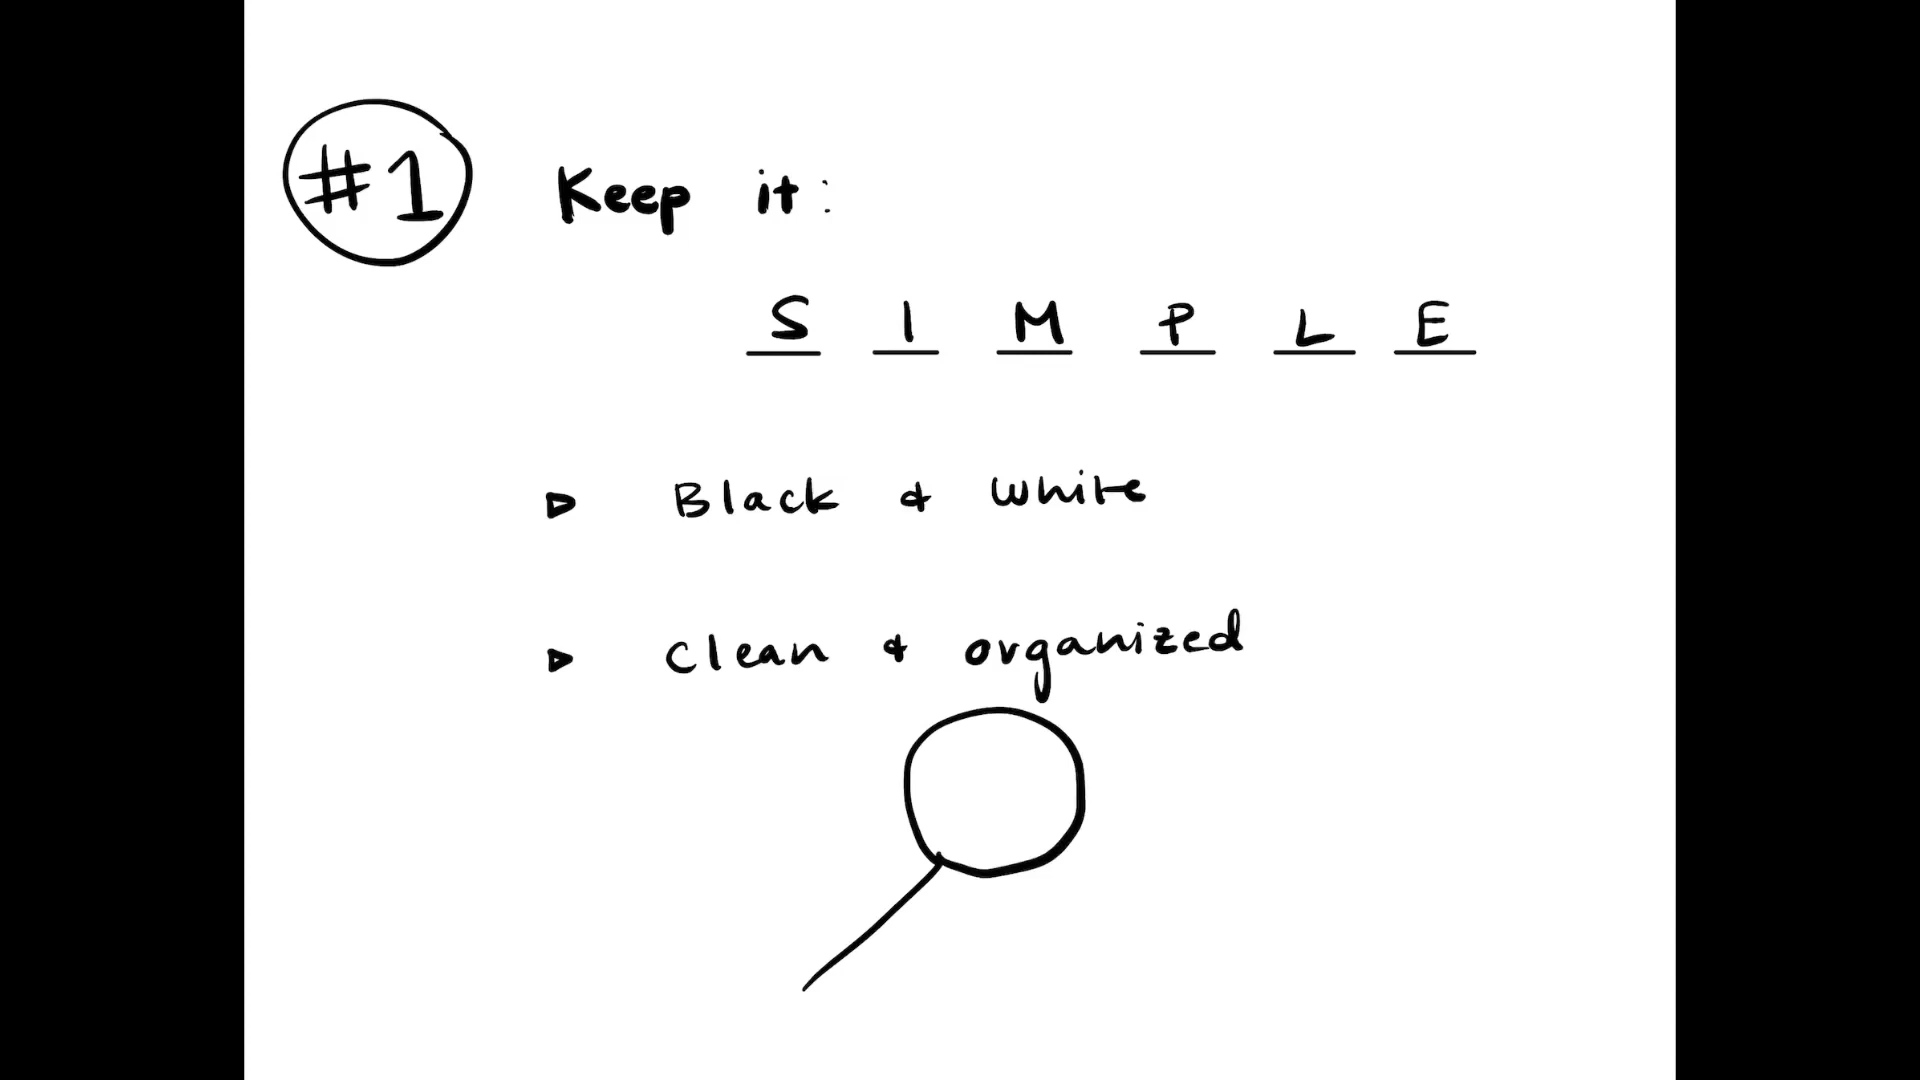 #1 Keep it:
S I M P L E
▷ Black & white
▷ Clean & organized